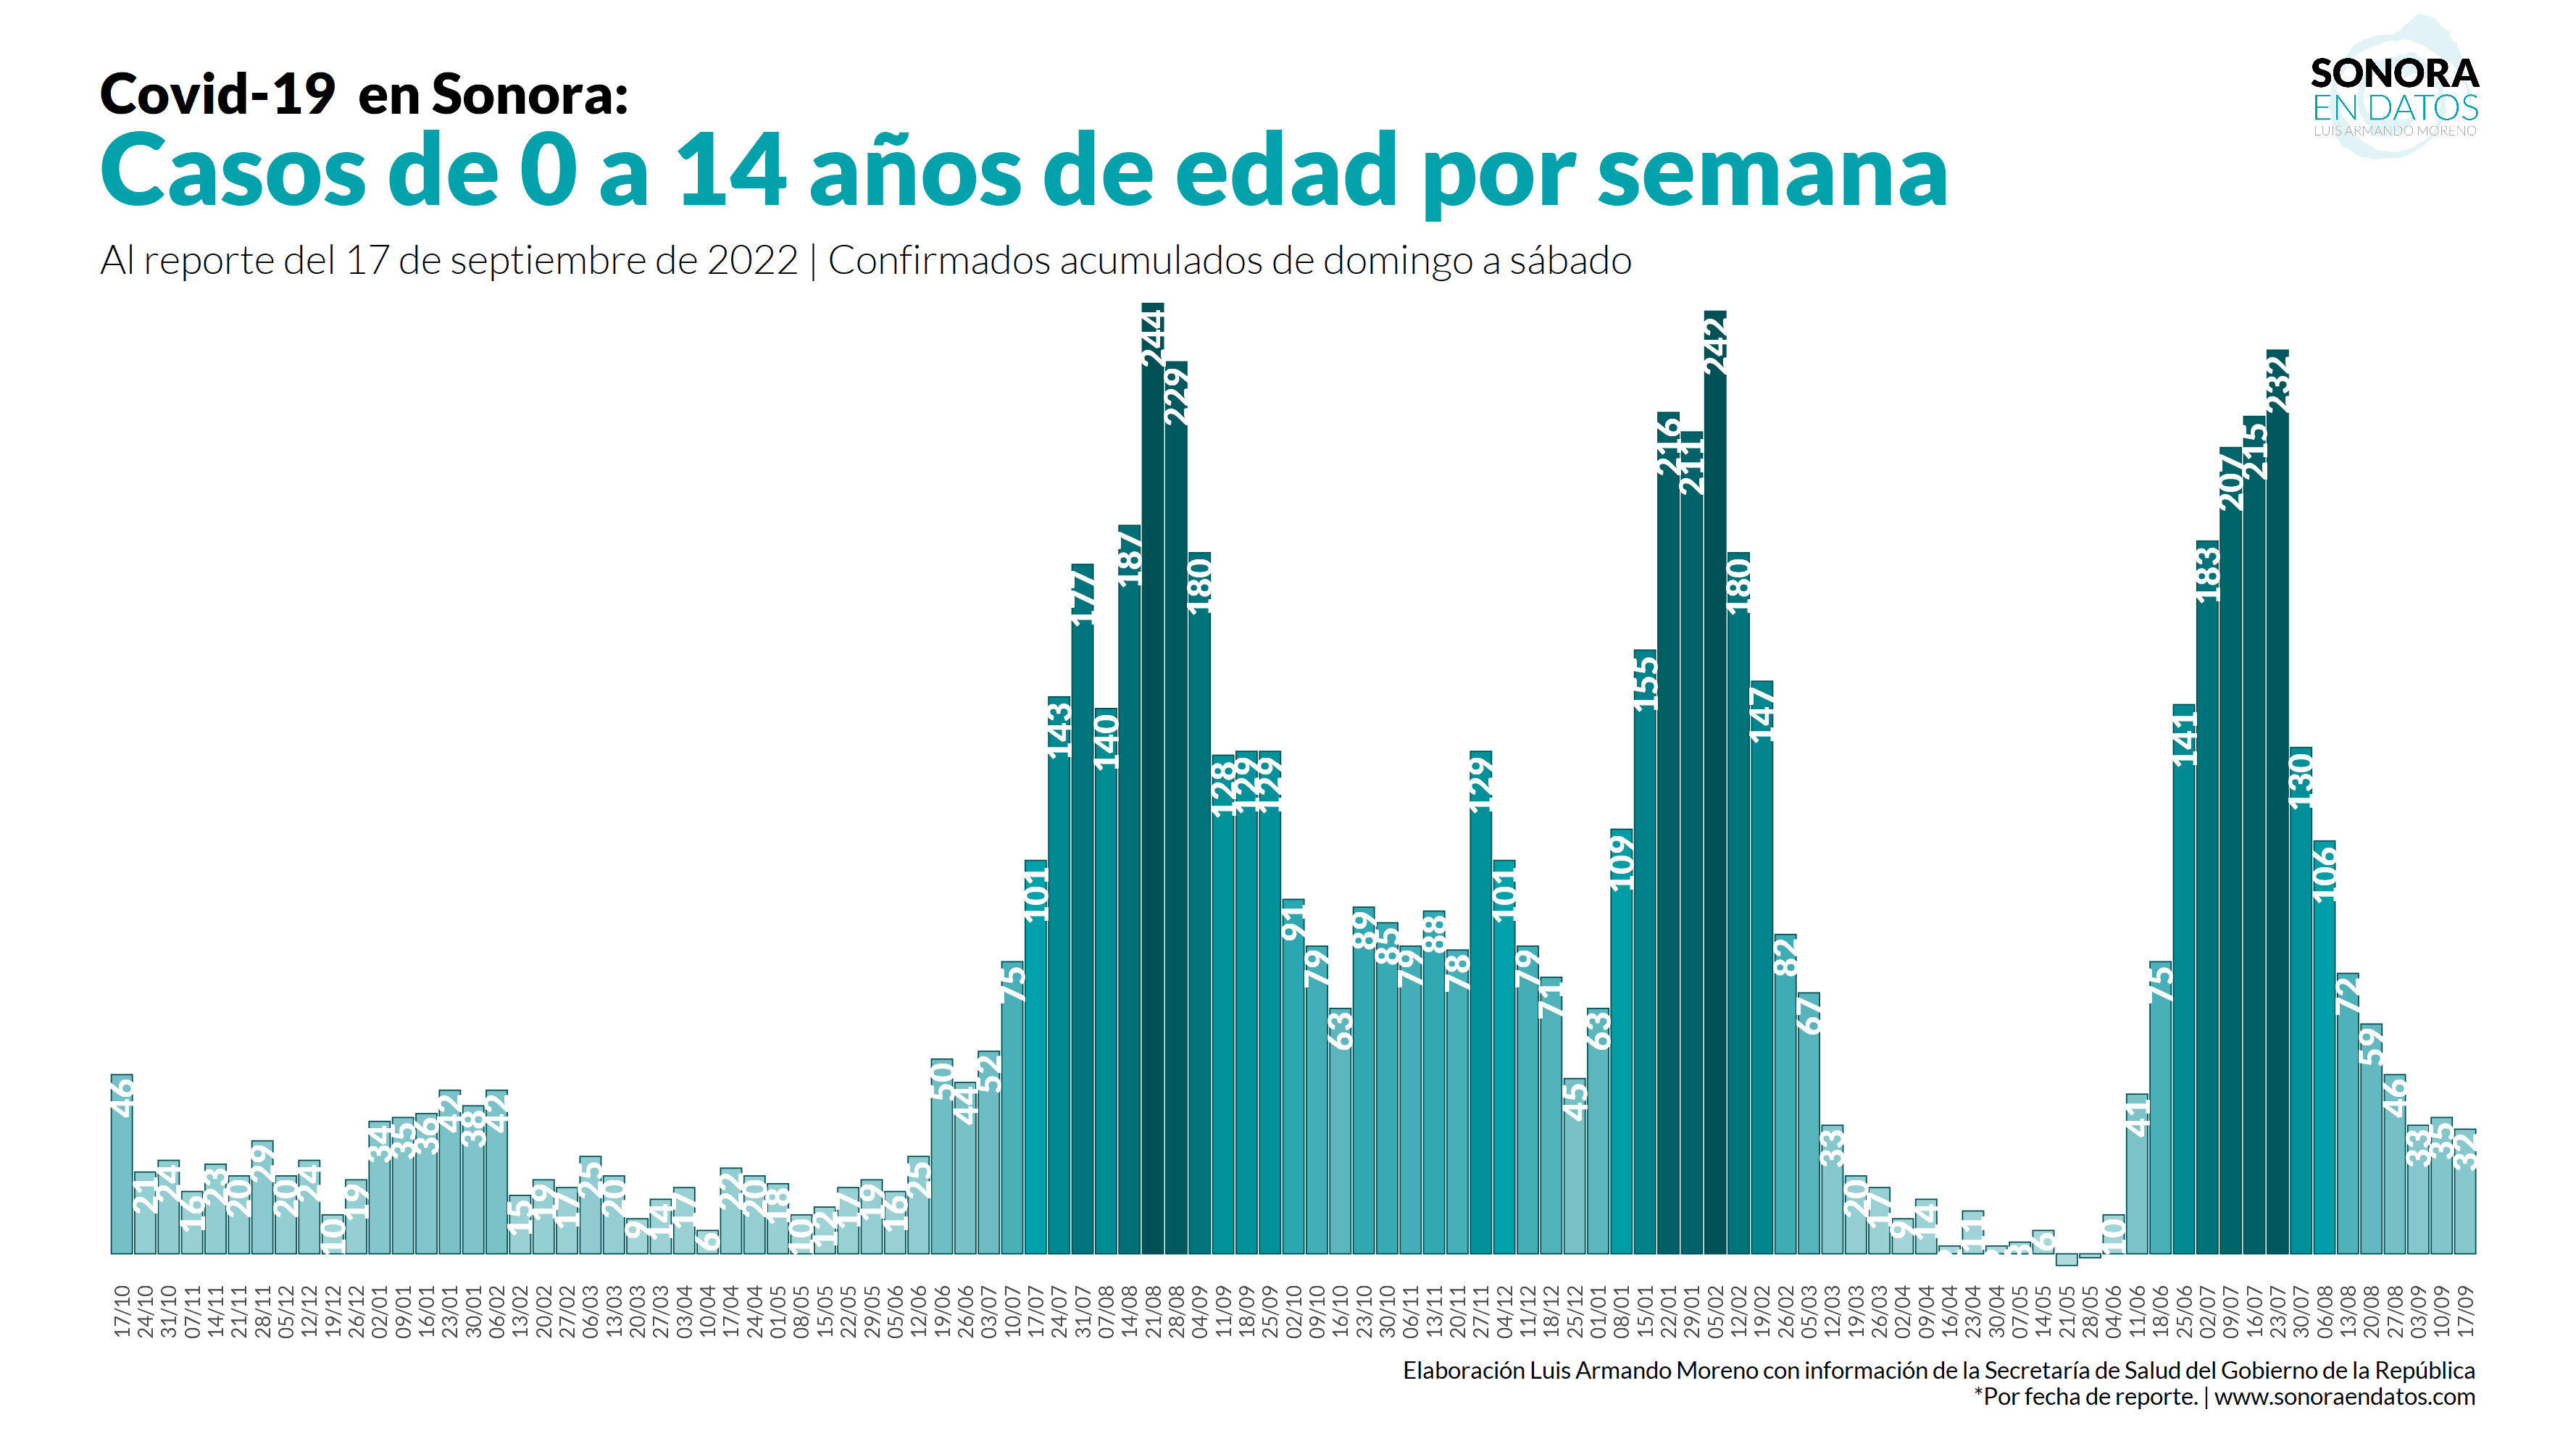 Covid-19 en Sonora:
Casos de 0 a 14 años de edad por semana
Al reporte del 17 de septiembre de 2022 | Confirmados acumulados de domingo a sábado
SONORA
EN DATOS
LUIS ARMANDO MORENO
46 21 24 16 23 20 29 20 24 10 19 34 35 36 42 38 42 15 19 17 25 20 9 14 17 6 22 20 18 10 12 17 19 16 25 50 44 52 75 101 143 177 140 187 244 229 180 128 129 129 91 79 63 89 85 79 88 78 129 101 79 71 45 63 109 155 216 211 242 180 147 82 67 33 20 17 9 14 11 3 6 10 41 75 141 183 207 215 232 130 106 72 59 46 33 35 32
17/10 24/10 31/10 07/11 14/11 21/11 28/11 05/12 12/12 19/12 26/12 02/01 09/01 16/01 23/01 30/01 06/02 13/02 20/02 27/02 06/03 13/03 20/03 27/03 03/04 10/04 17/04 24/04 01/05 08/05 15/05 22/05 29/05 05/06 12/06 19/06 26/06 03/07 10/07 17/07 24/07 31/07 07/08 14/08 21/08 28/08 04/09 11/09 18/09 25/09 02/10 09/10 16/10 23/10 30/10 06/11 13/11 20/11 27/11 04/12 11/12 18/12 25/12 01/01 08/01 15/01 22/01 29/01 05/02 12/02 19/02 26/02 05/03 12/03 19/03 26/03 02/04 09/04 16/04 23/04 30/04 07/05 14/05 21/05 28/05 04/06 11/06 18/06 25/06 02/07 09/07 16/07 23/07 30/07 06/08 13/08 20/08 27/08 03/09 10/09 17/09
Elaboración Luis Armando Moreno con información de la Secretaría de Salud del Gobierno de la República
*Por fecha de reporte. | www.sonoraendatos.com